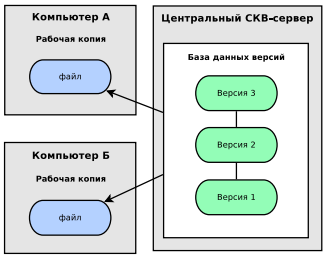 Компьютер А
Рабочая копия
файл
Компьютер Б
Рабочая копия
файл
Центральный СКВ-сервер
База данных версий
Версия 3
Версия 2
Версия 1